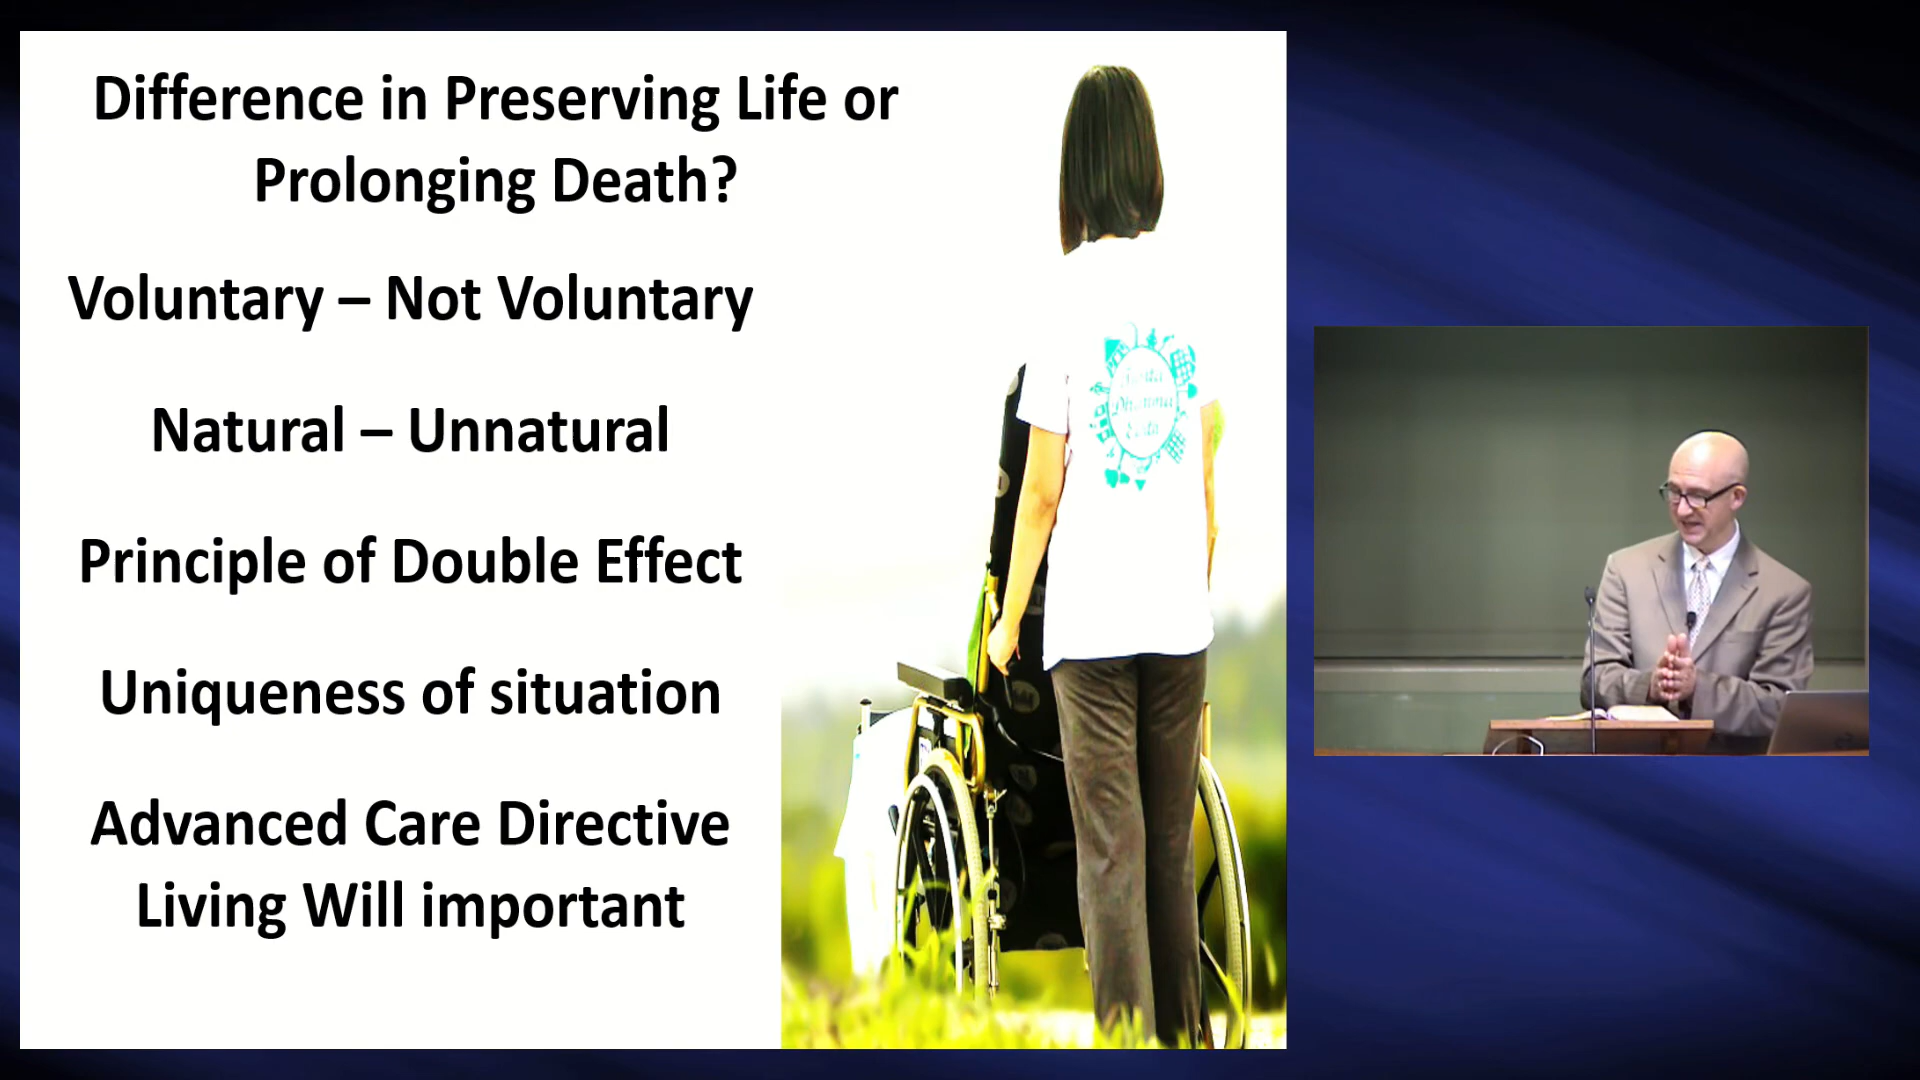 Difference in Preserving Life or
Prolonging Death?
Voluntary – Not Voluntary
Natural – Unnatural
Principle of Double Effect
Uniqueness of situation
Advanced Care Directive
Living Will important